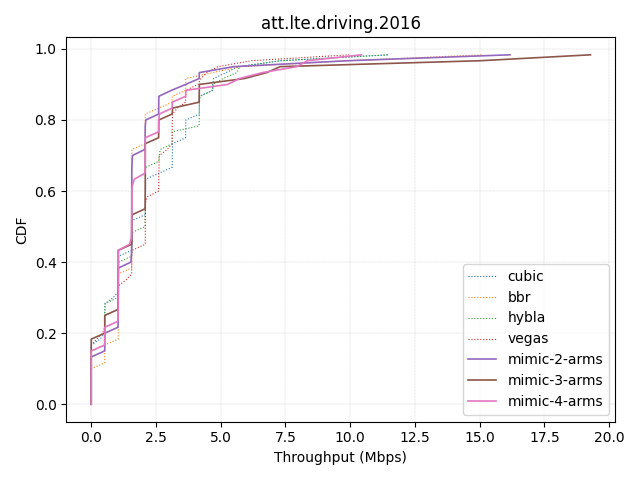 att.lte.driving.2016
1.0
0.8
0.6
0.4
0.2
0.0
CDF
cubic
bbr
hybla
vegas
mimic-2-arms
mimic-3-arms
mimic-4-arms
0.0 2.5 5.0 7.5 10.0 12.5 15.0 17.5 20.0
Throughput (Mbps)